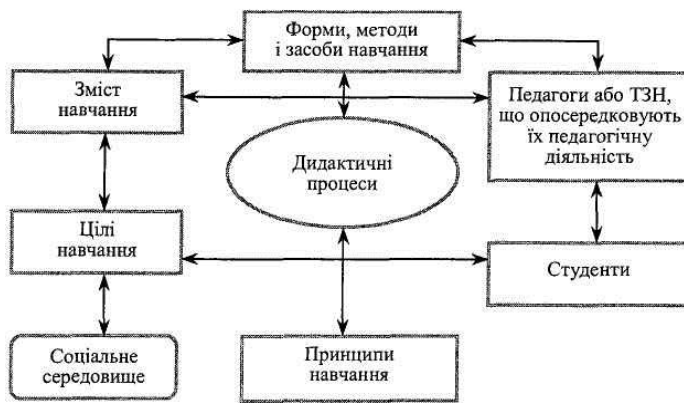 Форми, методи
і засоби навчання
Зміст
навчання
Педагоги або ТЗН,
що опосередковують
їх педагогічну
діяльність
Дидактичні
процеси
Цілі
навчання
Студенти
Соціальне
середовище
Принципи
навчання